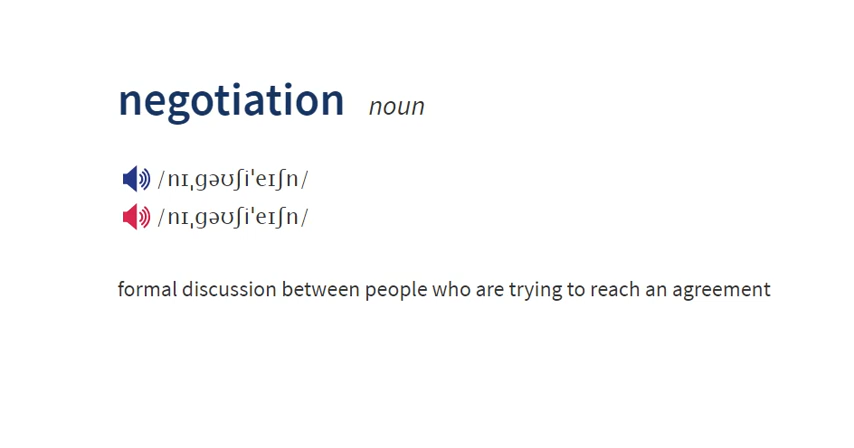 negotiation noun
/nɪˌɡəʊʃiˈeɪʃn/
/nɪˌɡəʊʃiˈeɪʃn/
formal discussion between people who are trying to reach an agreement